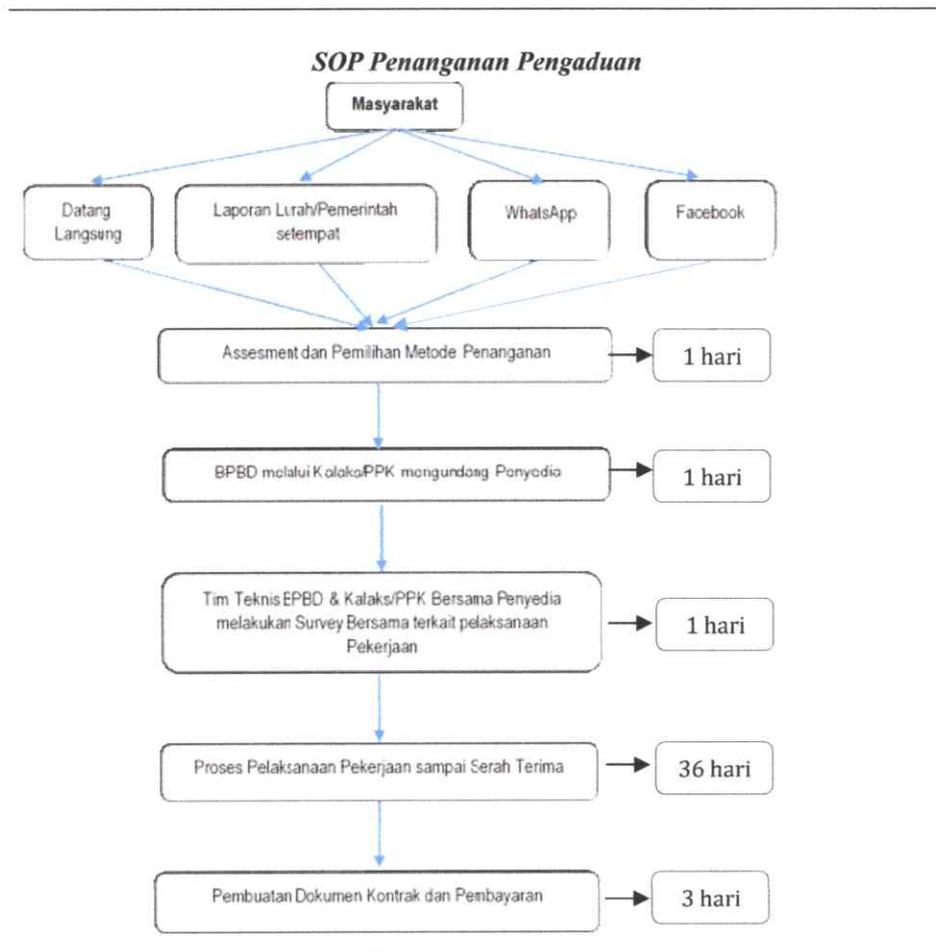 SOP Penanganan Pengaduan
Masyarakat
Datang
Langsung
Laporan Lurah/Pemerintah
setempat
WhatsApp
Facebook
Assesment dan Pemilihan Metode Penanganan
1 hari
BPBD melalui Kalaks/PPK mengundang Penyedia
1 hari
Tim Teknis BPBD & Kalaks/PPK Bersama Penyedia
melakukan Survey Bersama terkait pelaksanaan
Pekerjaan
1 hari
Proses Pelaksanaan Pekerjaan sampai Serah Terima
36 hari
Pembuatan Dokumen Kontrak dan Pembayaran
3 hari